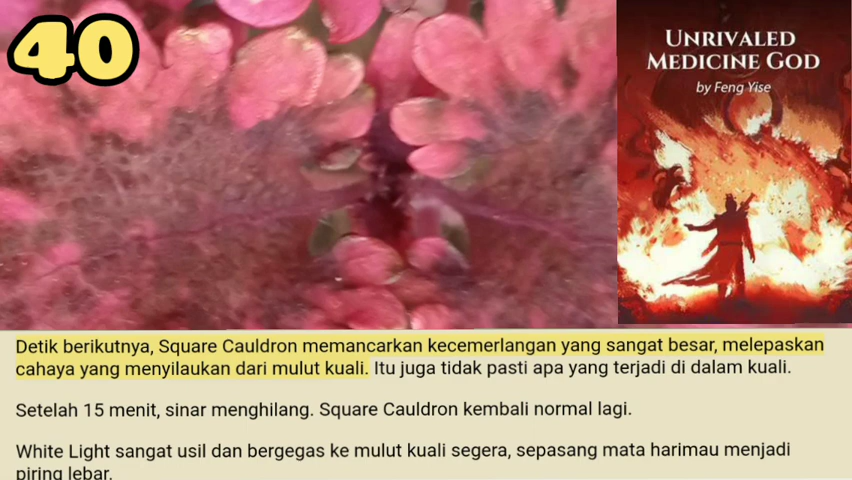 40
UNRIVALED
MEDICINE GOD
by Feng Yise
Detik berikutnya, Square Cauldron memancarkan kecemerlangan yang sangat besar, melepaskan
cahaya yang menyilaukan dari mulut kuali. Itu juga tidak pasti apa yang terjadi di dalam kuali.
Setelah 15 menit, sinar menghilang. Square Cauldron kembali normal lagi.
White Light sangat usil dan bergegas ke mulut kuali segera, sepasang mata harimau menjadi
piring lebar.